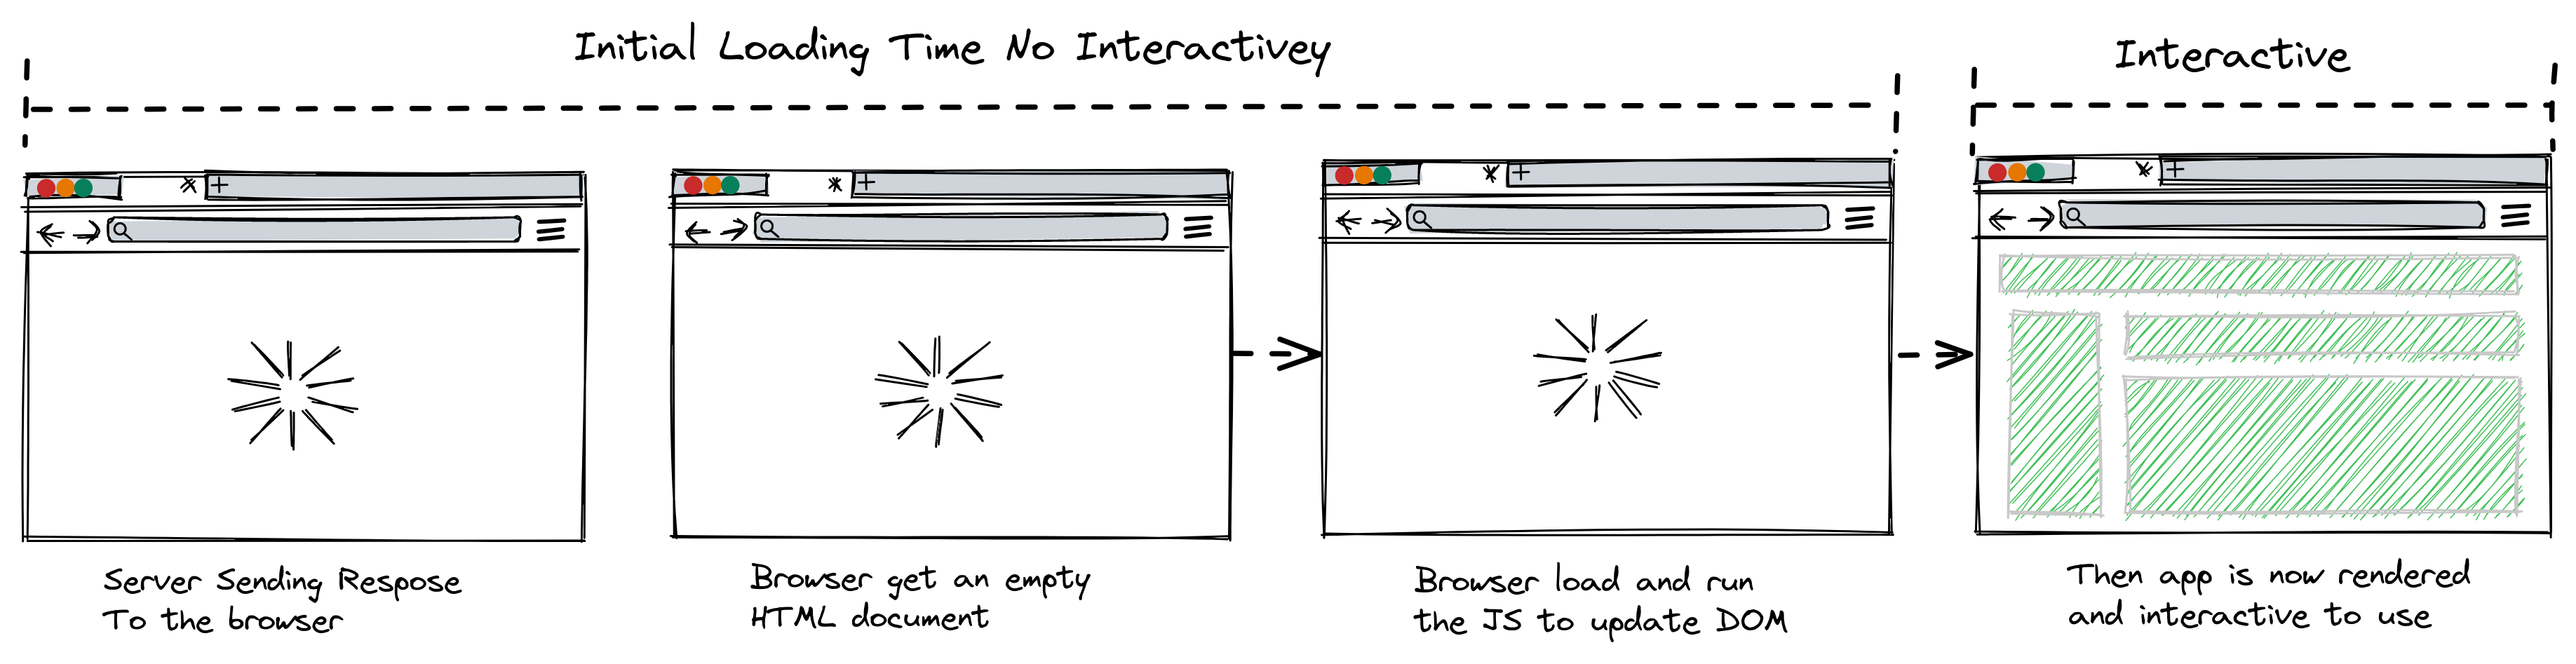 Initial Loading Time No Interactivey
Interactive
Server Sending Respose
To the browser
Browser get an empty
HTML document
Browser load and run
the JS to update DOM
Then app is now rendered
and interactive to use